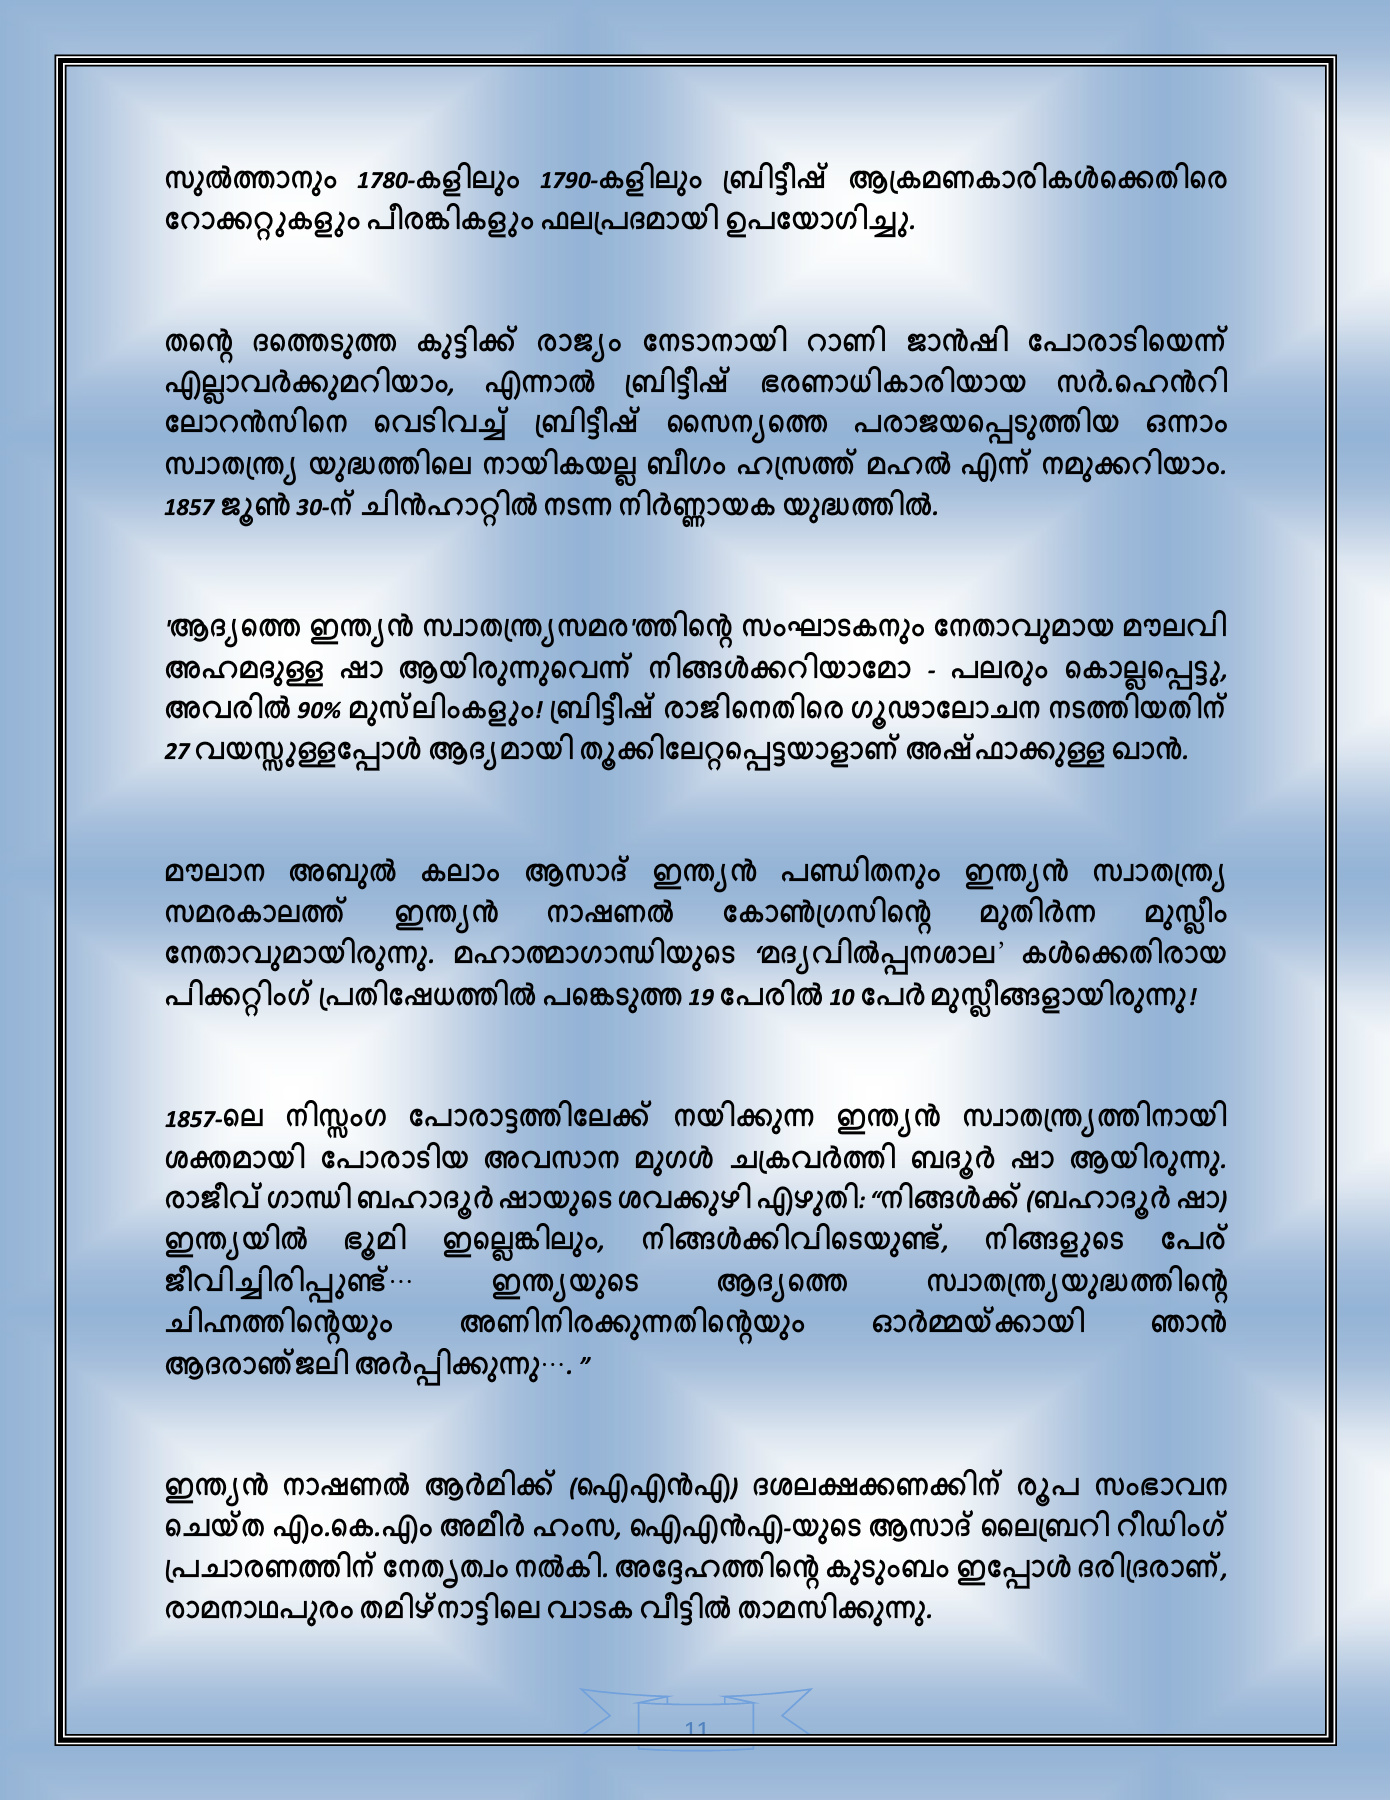 സുൽത്താനും 1780-കളിലും 1790-കളിലും ബ്രിട്ടീഷ് ആക്രമണകാരികൾക്കെതിരെ
റോക്കറ്റുകളും പീരങ്കികളും ഫലപ്രദമായി ഉപയോഗിച്ചു.
തന്റെ ദത്തെടുത്ത കുട്ടിക്ക് രാജ്യം നേടാനായി റാണി ജാൻഷി പോരാടിയെന്ന്
എല്ലാവർക്കുമറിയാം, എന്നാൽ ബ്രിട്ടീഷ് ഭരണാധികാരിയായ സർ.ഹെൻറി
ലോറൻസിനെ വെടിവച്ച് ബ്രിട്ടീഷ് സൈന്യത്തെ പരാജയപ്പെടുത്തിയ ഒന്നാം
സ്വാതന്ത്ര്യ യുദ്ധത്തിലെ നായികയല്ല ബീഗം ഹസ്രത്ത് മഹൽ എന്ന് നമുക്കറിയാം.
1857 ജൂൺ 30-ന് ചിൻഹാറ്റിൽ നടന്ന നിർണ്ണായക യുദ്ധത്തിൽ.
'ആദ്യത്തെ ഇന്ത്യൻ സ്വാതന്ത്ര്യസമര'ത്തിന്റെ സംഘാടകനും നേതാവുമായ മൗലവി
അഹമദുള്ള ഷാ ആയിരുന്നുവെന്ന് നിങ്ങൾക്കറിയാമോ - പലരും കൊല്ലപ്പെട്ടു,
അവരിൽ 90% മുസ്‌ലിംകളും! ബ്രിട്ടീഷ് രാജിനെതിരെ ഗൂഢാലോചന നടത്തിയതിന്
27 വയസ്സുള്ളപ്പോൾ ആദ്യമായി തൂക്കിലേറ്റപ്പെട്ടയാളാണ് അഷ്ഫാക്കുള്ള ഖാൻ.
മൗലാന അബുൽ കലാം ആസാദ് ഇന്ത്യൻ പണ്ഡിതനും ഇന്ത്യൻ സ്വാതന്ത്ര്യ
സമരകാലത്ത് ഇന്ത്യൻ നാഷണൽ കോൺഗ്രസിന്റെ മുതിർന്ന മുസ്ലീം
നേതാവുമായിരുന്നു. മഹാത്മാഗാന്ധിയുടെ ‘മദ്യവിൽപ്പനശാല’ കൾക്കെതിരായ
പിക്കറ്റിംഗ് പ്രതിഷേധത്തിൽ പങ്കെടുത്ത 19 പേരിൽ 10 പേർ മുസ്ലീങ്ങളായിരുന്നു!
1857-ലെ നിസ്സംഗ പോരാട്ടത്തിലേക്ക് നയിക്കുന്ന ഇന്ത്യൻ സ്വാതന്ത്ര്യത്തിനായി
ശക്തമായി പോരാടിയ അവസാന മുഗൾ ചക്രവർത്തി ബദൂർ ഷാ ആയിരുന്നു.
രാജീവ് ഗാന്ധി ബഹാദൂർ ഷായുടെ ശവക്കുഴി എഴുതി: “നിങ്ങൾക്ക് (ബഹാദൂർ ഷാ)
ഇന്ത്യയിൽ ഭൂമി ഇല്ലെങ്കിലും, നിങ്ങൾക്കിവിടെയുണ്ട്, നിങ്ങളുടെ പേര്
ജീവിച്ചിരിപ്പുണ്ട്… ഇന്ത്യയുടെ ആദ്യത്തെ സ്വാതന്ത്ര്യയുദ്ധത്തിന്റെ
ചിഹ്നത്തിന്റെയും അണിനിരക്കുന്നതിന്റെയും ഓർമ്മയ്ക്കായി ഞാൻ
ആദരാഞ്ജലി അർപ്പിക്കുന്നു…. ”
ഇന്ത്യൻ നാഷണൽ ആർമിക്ക് (ഐഎൻഎ) ദശലക്ഷക്കണക്കിന് രൂപ സംഭാവന
ചെയ്ത എം.കെ.എം അമീർ ഹംസ, ഐഎൻഎ-യുടെ ആസാദ് ലൈബ്രറി റീഡിംഗ്
പ്രചാരണത്തിന് നേതൃത്വം നൽകി. അദ്ദേഹത്തിന്റെ കുടുംബം ഇപ്പോൾ ദരിദ്രരാണ്,
രാമനാഥപുരം തമിഴ്‌നാട്ടിലെ വാടക വീട്ടിൽ താമസിക്കുന്നു.
11